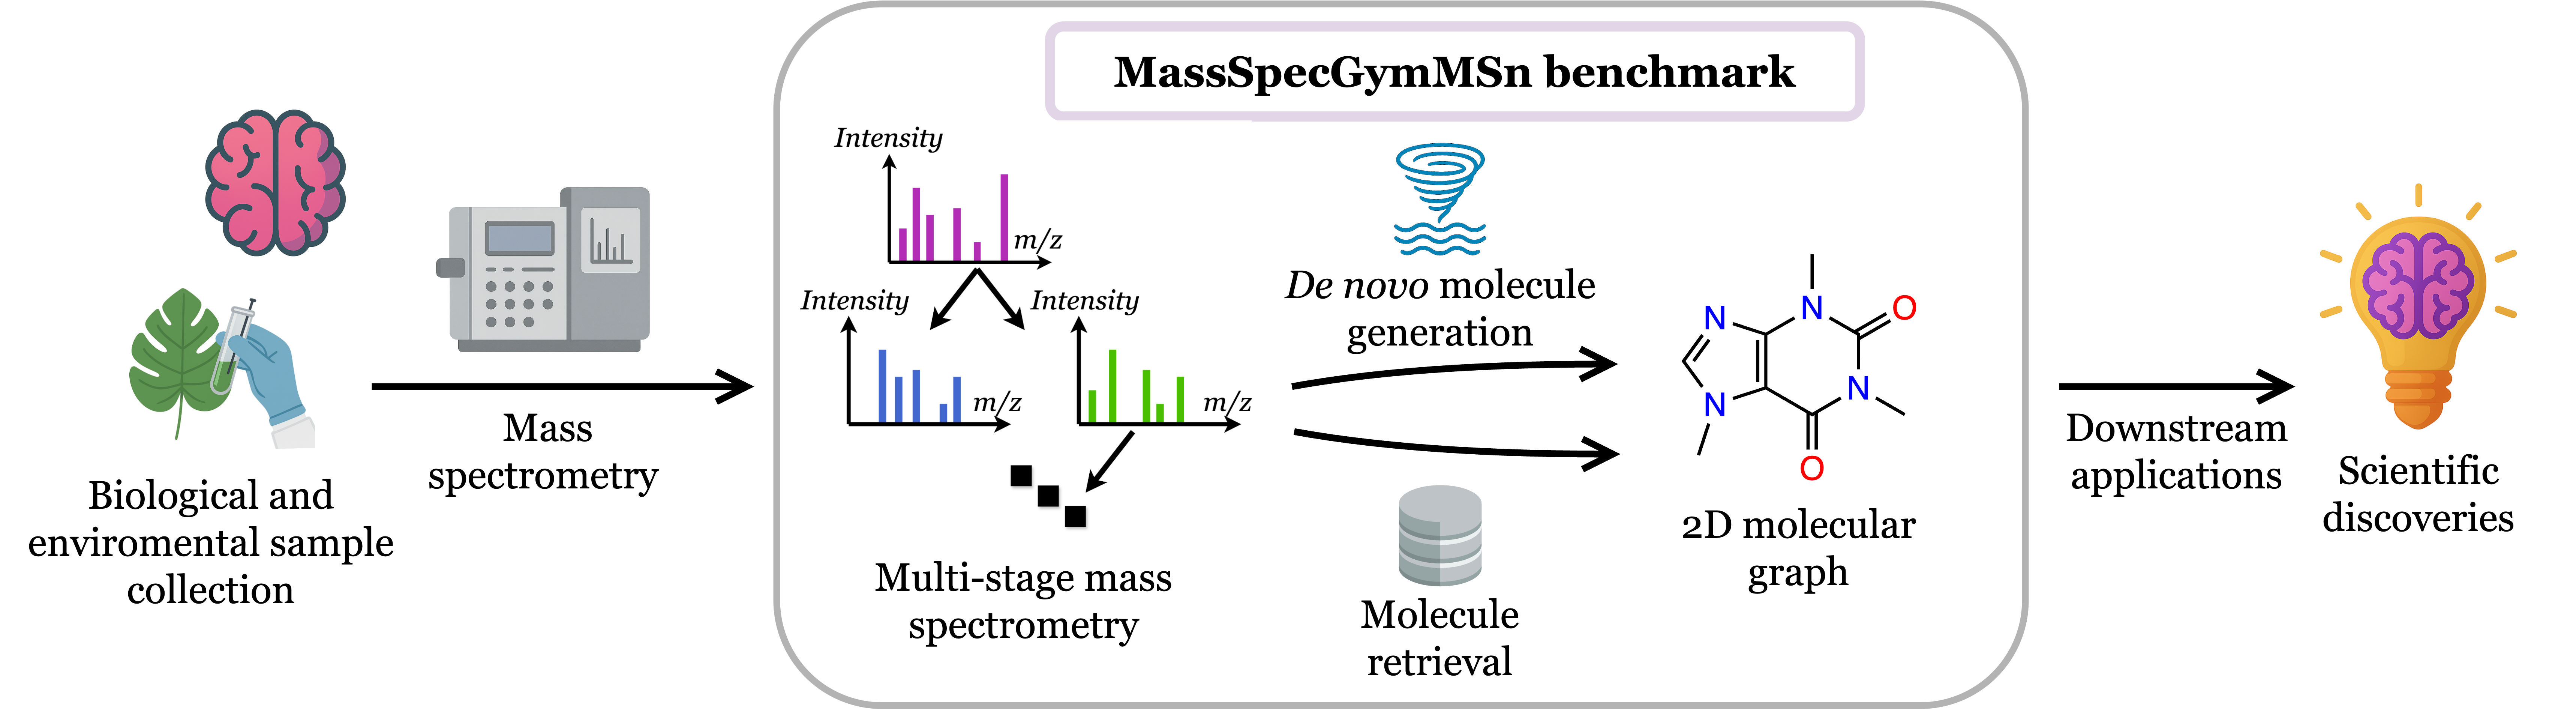 MassSpecGymMSn benchmark
Biological and
enviromental sample
collection
Mass
spectrometry
Intensity
m/z
Intensity
m/z
Intensity
m/z
Multi-stage mass
spectrometry
De novo molecule
generation
Molecule
retrieval
N
N
O
N
N
O
2D molecular
graph
Downstream
applications
Scientific
discoveries